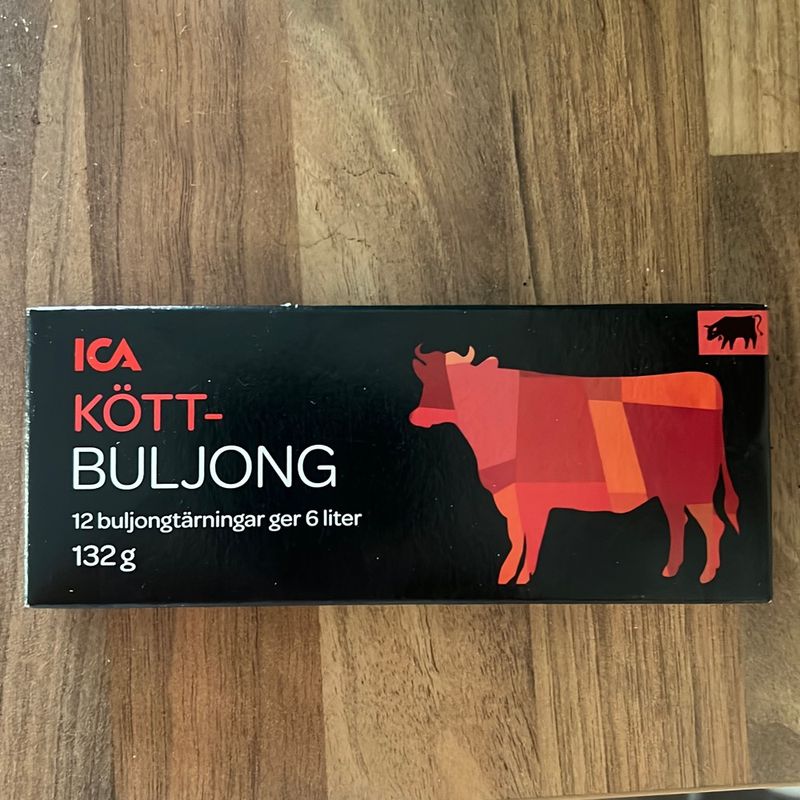 ICA
KÖTT-
BULJONG
12 buljongtärningar ger 6 liter
132 g